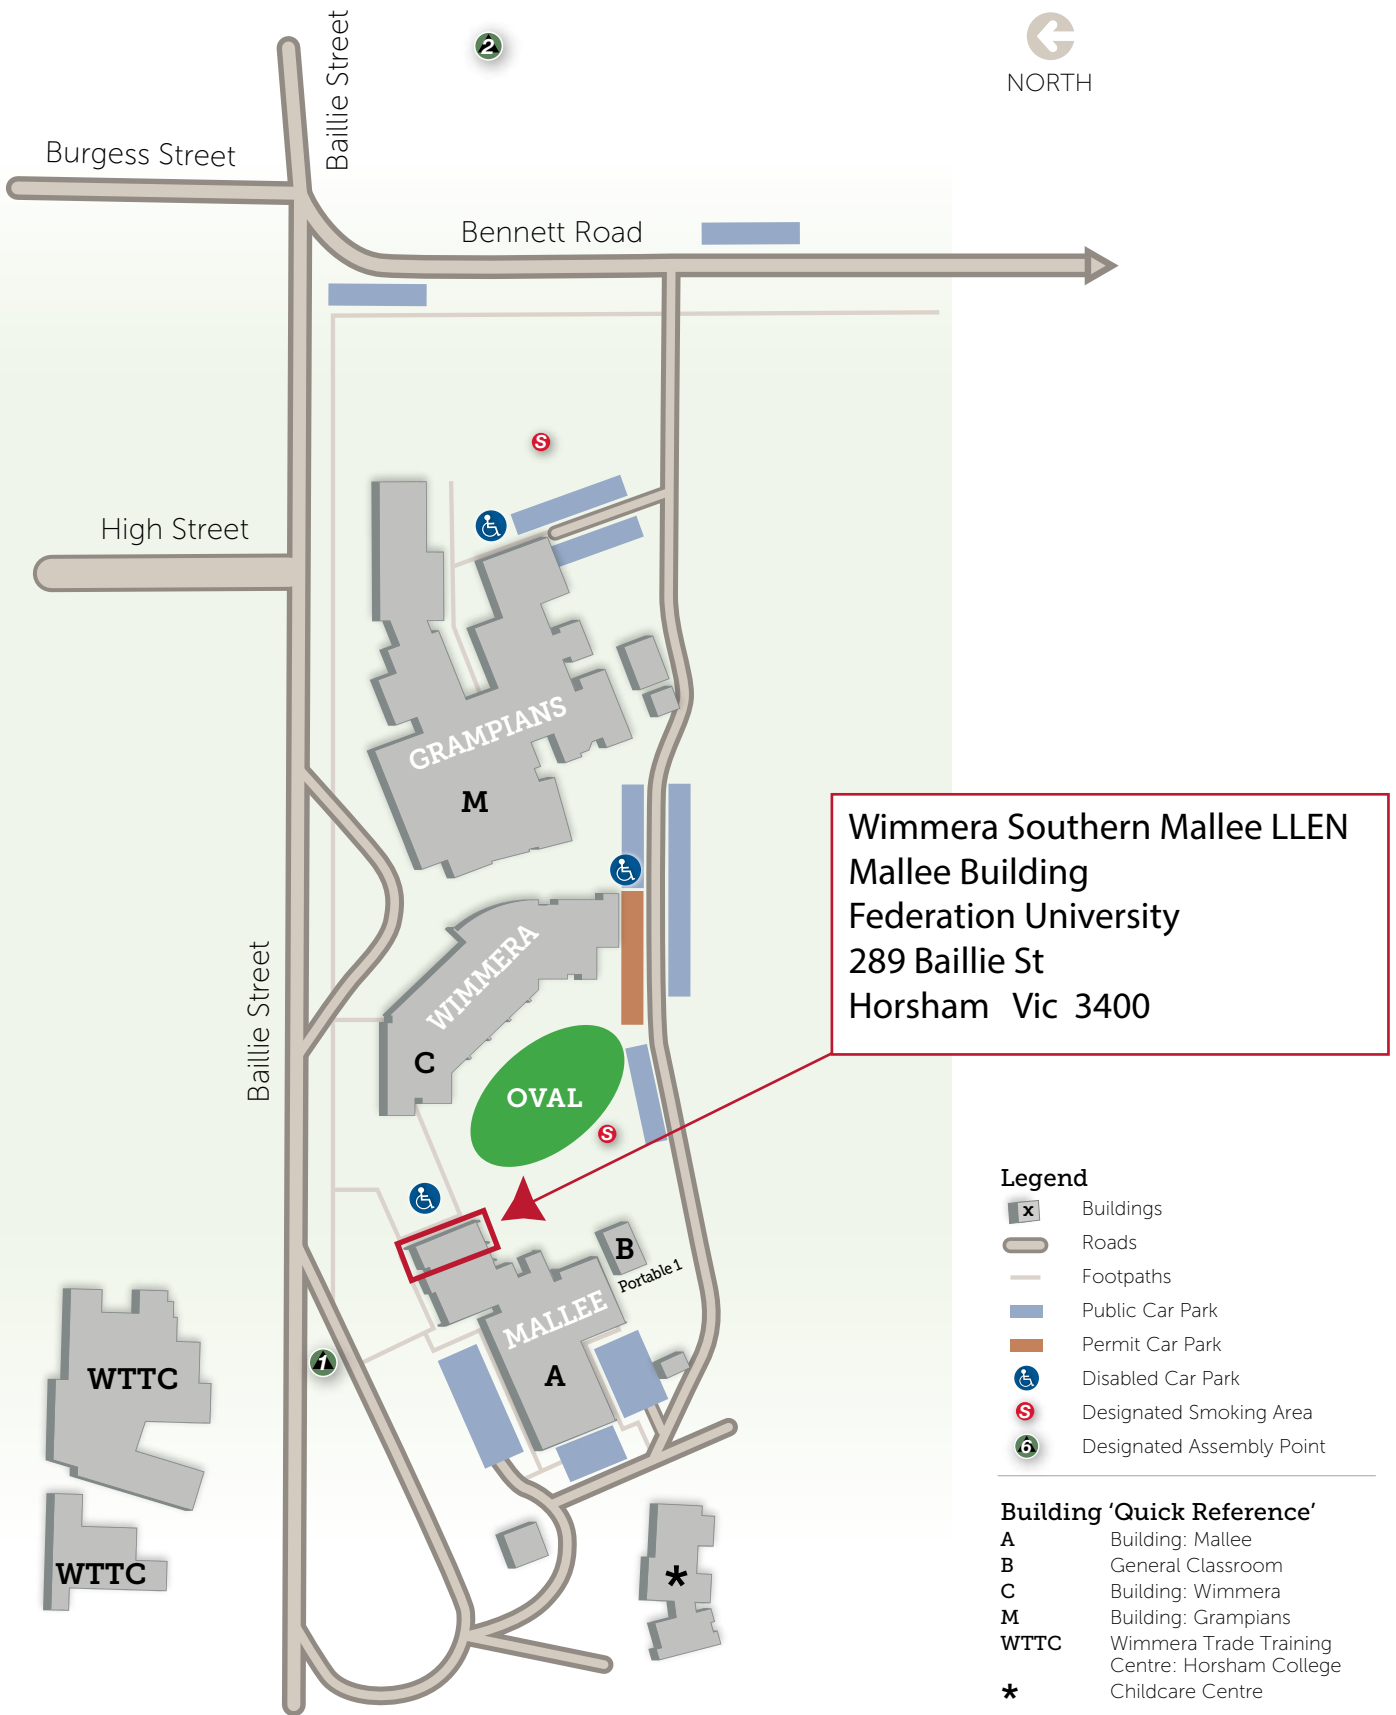 Baillie Street
2
NORTH
Burgess Street
Bennett Road
S
High Street
GRAMPIANS
M
Wimmera Southern Mallee LLEN
Mallee Building
Federation University
289 Baillie St
Horsham Vic 3400
WIMMERA
C
Baillie Street
OVAL
S
B
Portable 1
MALLEE
A
1
WTTC
WTTC
*
Legend
x Buildings
Roads
Footpaths
Public Car Park
Permit Car Park
Disabled Car Park
S Designated Smoking Area
6 Designated Assembly Point
Building ‘Quick Reference’
A Building: Mallee
B General Classroom
C Building: Wimmera
M Building: Grampians
WTTC Wimmera Trade Training
Centre: Horsham College
* Childcare Centre